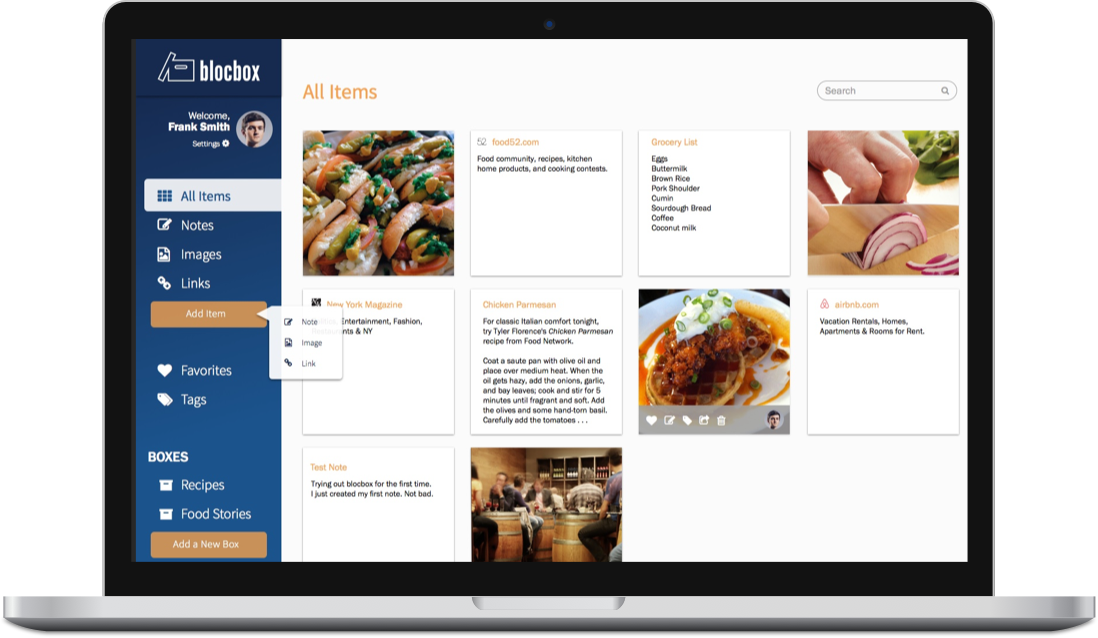 blocbox
Welcome,
Frank Smith
Settings
All Items
Notes
Images
Links
Add Item
Note
Image
Link
Favorites
Tags
BOXES
Recipes
Food Stories
Add a New Box
All Items
Search
52 food52.com
Food community, recipes, kitchen
home products, and cooking contests.
Grocery List
Eggs
Buttermilk
Brown Rice
Pork Shoulder
Cumin
Sourdough Bread
Coffee
Coconut milk
New York Magazine
Entertainment, Fashion,
& NY
Chicken Parmesan
For classic Italian comfort tonight,
try Tyler Florence's Chicken Parmesan
recipe from Food Network.
Coat a saute pan with olive oil and
place over medium heat. When the
oil gets hazy, add the onions, garlic,
and bay leaves; cook and stir for 5
minutes until fragrant and soft. Add
the olives and some hand-torn basil.
Carefully add the tomatoes . . .
airbnb.com
Vacation Rentals, Homes,
Apartments & Rooms for Rent.
Test Note
Trying out blocbox for the first time.
I just created my first note. Not bad.